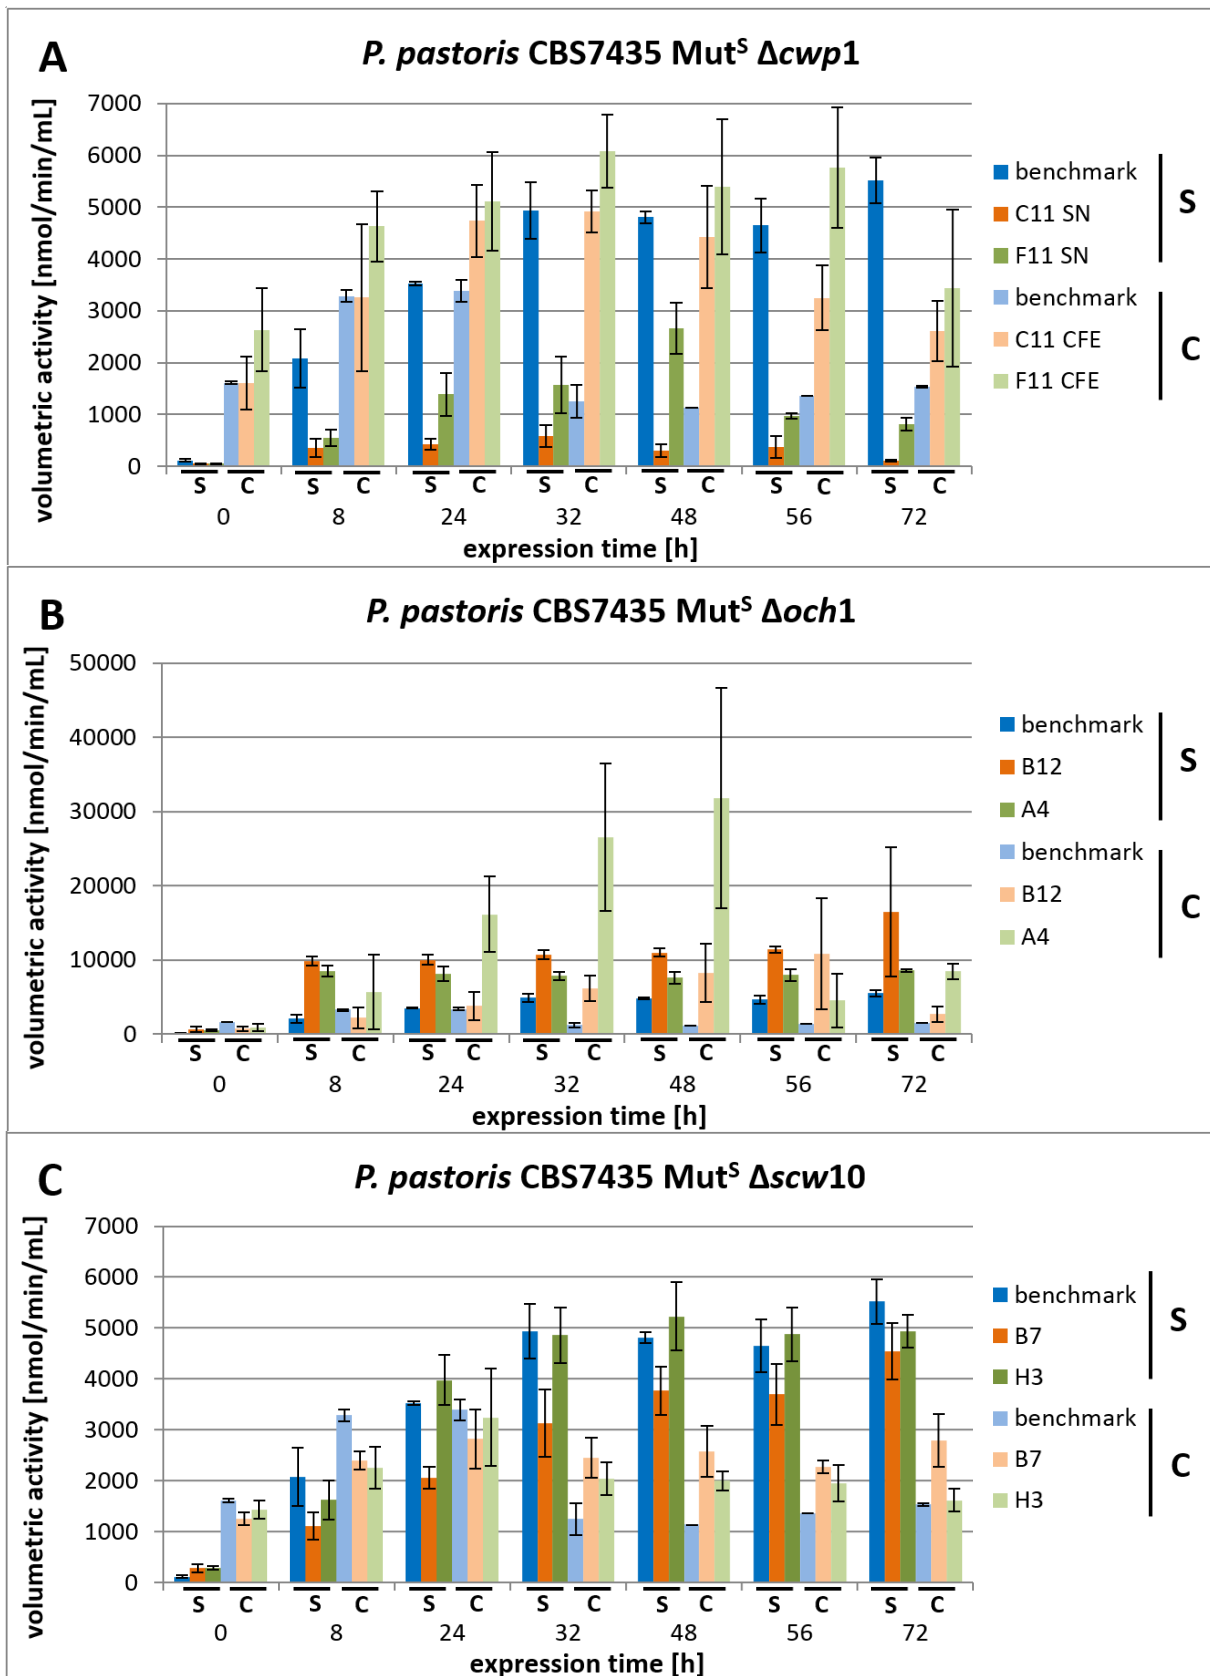 A
P. pastoris CBS7435 Mutˢ Δcwp1
volumetric activity [nmol/min/mL]
7000
6000
5000
4000
3000
2000
1000
0
S C S C S C S C S C S C S C
0 8 24 32 48 56 72
expression time [h]
benchmark
C11 SN
F11 SN
S
benchmark
C11 CFE
F11 CFE
C
B
P. pastoris CBS7435 Mutˢ Δoch1
volumetric activity [nmol/min/mL]
50000
40000
30000
20000
10000
0
S C S C S C S C S C S C S C
0 8 24 32 48 56 72
expression time [h]
benchmark
B12
A4
S
benchmark
B12
A4
C
C
P. pastoris CBS7435 Mutˢ Δscw10
volumetric activity [nmol/min/mL]
7000
6000
5000
4000
3000
2000
1000
0
S C S C S C S C S C S C S C
0 8 24 32 48 56 72
expression time [h]
benchmark
B7
H3
S
benchmark
B7
H3
C